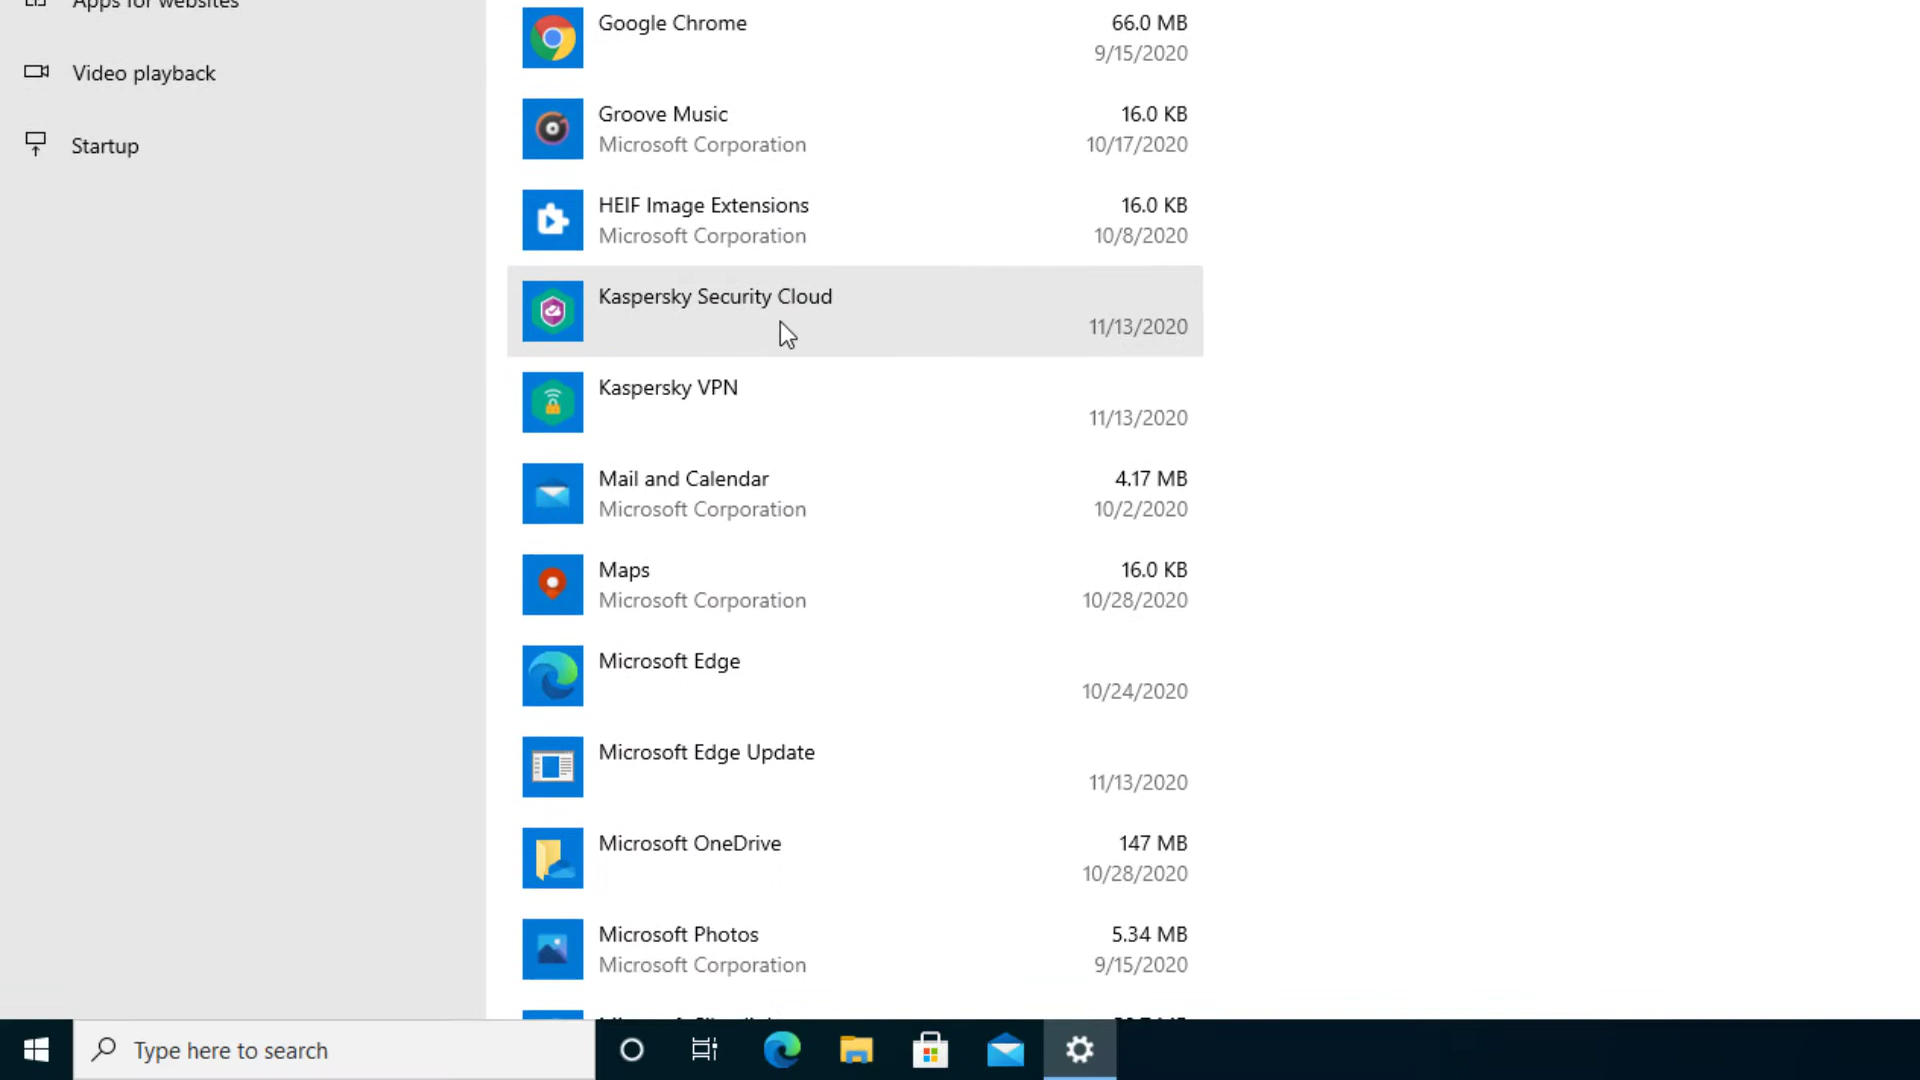 Apps for websites
Video playback
Startup
Google Chrome 66.0 MB
9/15/2020
Groove Music 16.0 KB
Microsoft Corporation 10/17/2020
HEIF Image Extensions 16.0 KB
Microsoft Corporation 10/8/2020
Kaspersky Security Cloud
11/13/2020
Kaspersky VPN
11/13/2020
Mail and Calendar 4.17 MB
Microsoft Corporation 10/2/2020
Maps 16.0 KB
Microsoft Corporation 10/28/2020
Microsoft Edge
10/24/2020
Microsoft Edge Update
11/13/2020
Microsoft OneDrive 147 MB
10/28/2020
Microsoft Photos 5.34 MB
Microsoft Corporation 9/15/2020
Type here to search